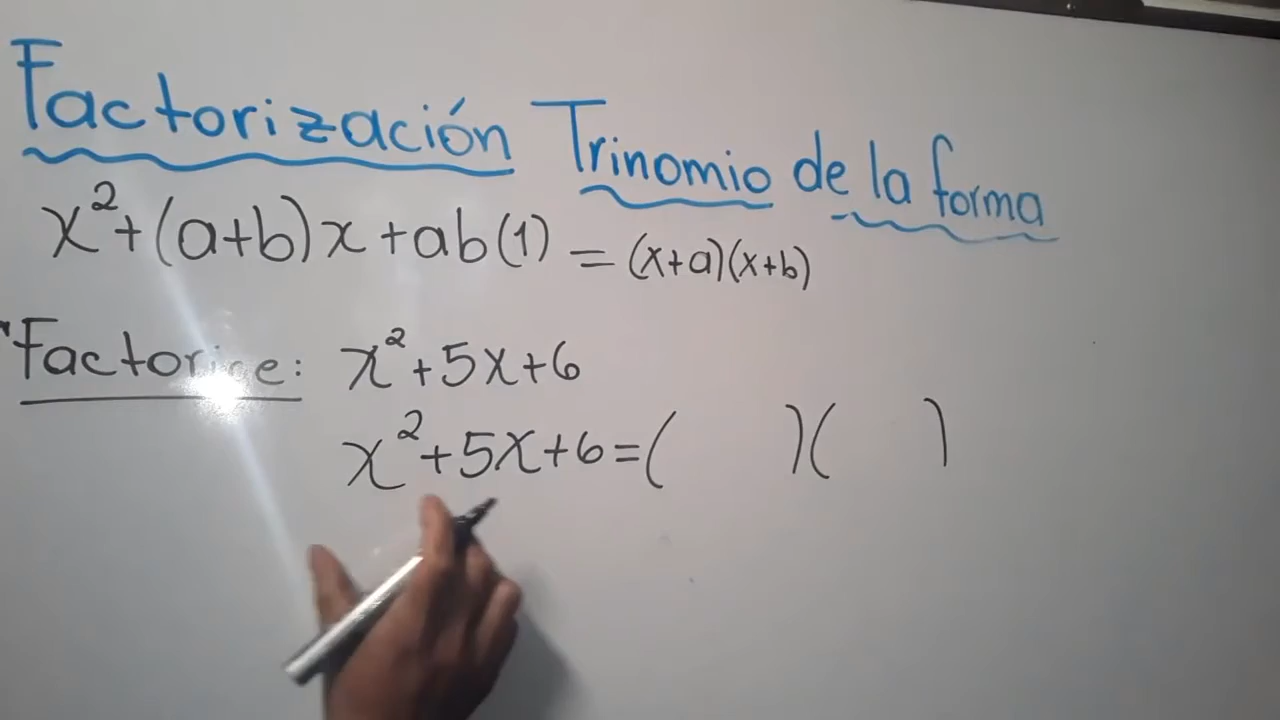 Factorización Trinomio de la forma
x²+(a+b)x+ab(1) = (x+a)(x+b)
Factorice: x²+5x+6
x²+5x+6=( )( )